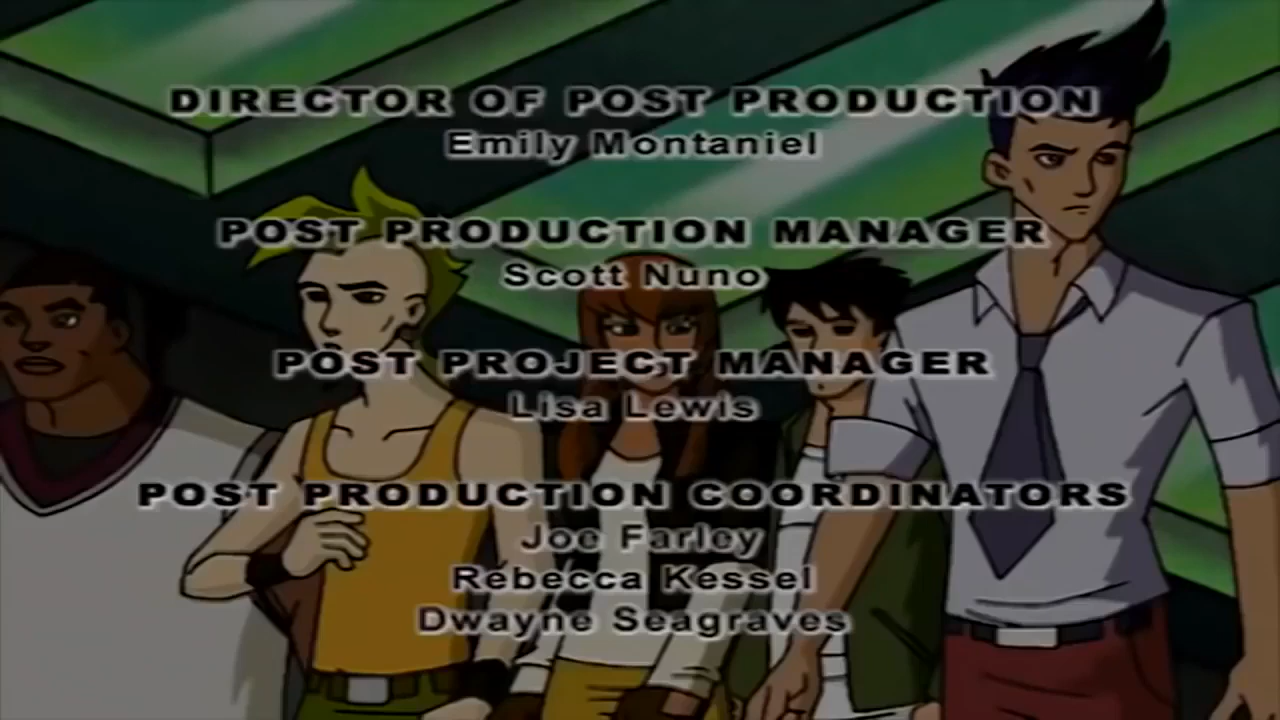 DIRECTOR OF POST PRODUCTION
Emily Montaniel
POST PRODUCTION MANAGER
Scott Nuno
POST PROJECT MANAGER
Lisa Lewis
POST PRODUCTION COORDINATORS
Joe Farley
Rebecca Kessel
Dwayne Seagraves